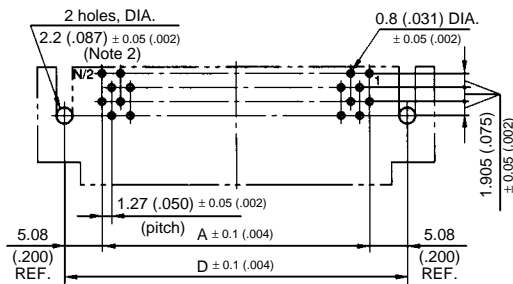 2 holes, DIA.
2.2 (.087) ± 0.05 (.002)
(Note 2)
0.8 (.031) DIA.
± 0.05 (.002)
N/2
1
1.905 (.075)
± 0.05 (.002)
1.27 (.050) ± 0.05 (.002)
(pitch)
5.08
(.200)
REF.
A ± 0.1 (.004)
5.08
(.200)
REF.
D ± 0.1 (.004)